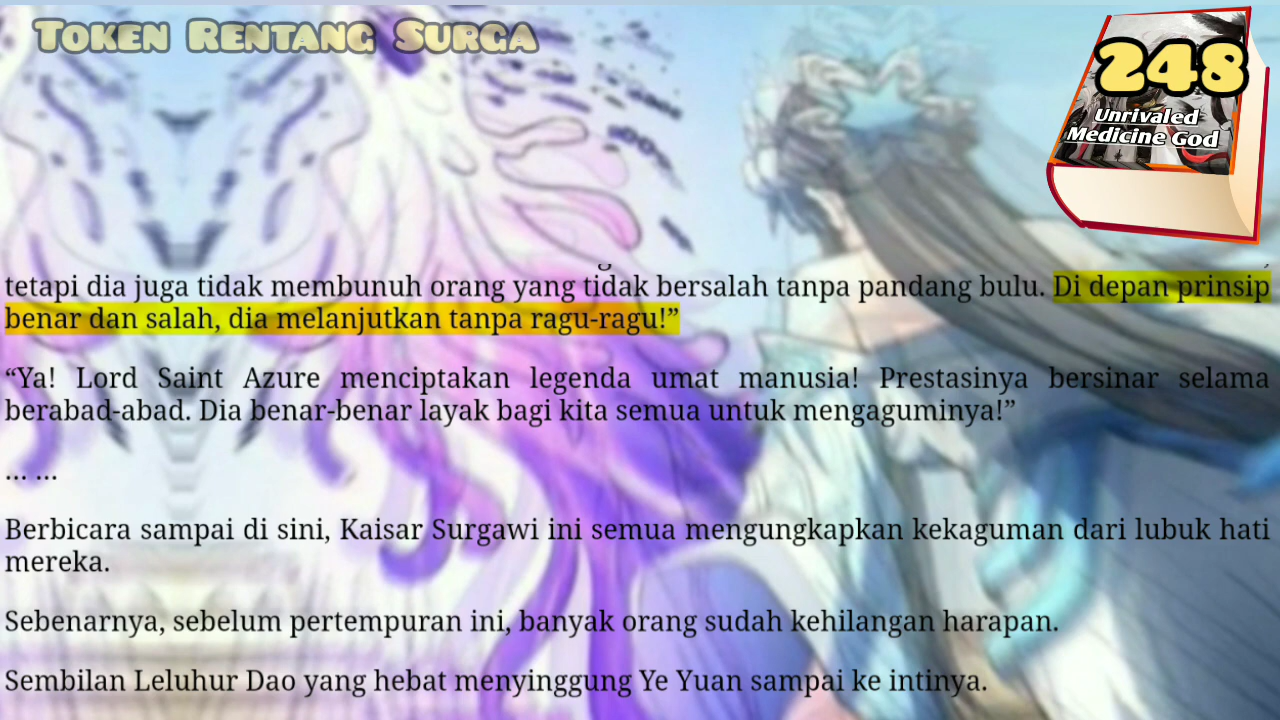 Token Rentang Surga
248
Unrivaled
Medicine God
tetapi dia juga tidak membunuh orang yang tidak bersalah tanpa pandang bulu. Di depan prinsip
benar dan salah, dia melanjutkan tanpa ragu-ragu!”
“Ya! Lord Saint Azure menciptakan legenda umat manusia! Prestasinya bersinar selama
berabad-abad. Dia benar-benar layak bagi kita semua untuk mengaguminya!”
... ...
Berbicara sampai di sini, Kaisar Surgawi ini semua mengungkapkan kekaguman dari lubuk hati
mereka.
Sebenarnya, sebelum pertempuran ini, banyak orang sudah kehilangan harapan.
Sembilan Leluhur Dao yang hebat menyinggung Ye Yuan sampai ke intinya.